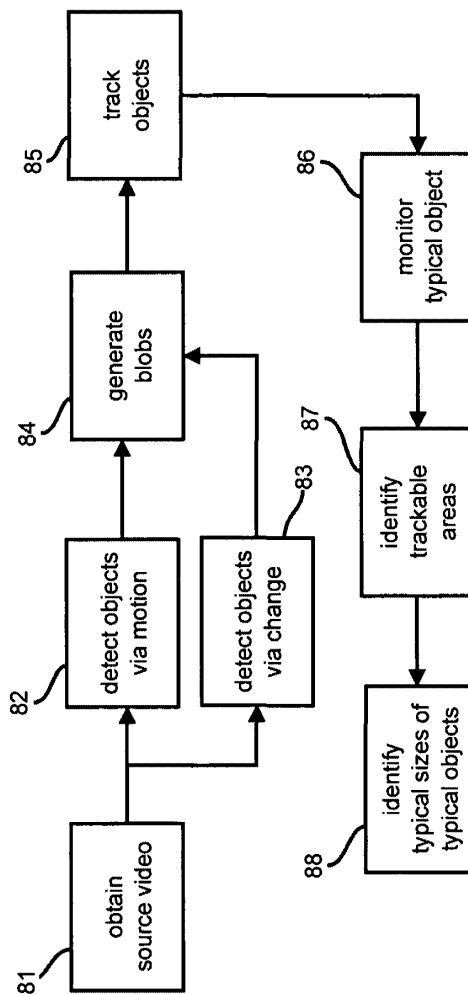 81
obtain
source video
82
detect objects
via motion
83
detect objects
via change
84
generate
blobs
85
track
objects
86
monitor
typical object
87
identify
trackable
areas
88
identify
typical sizes of
typical objects